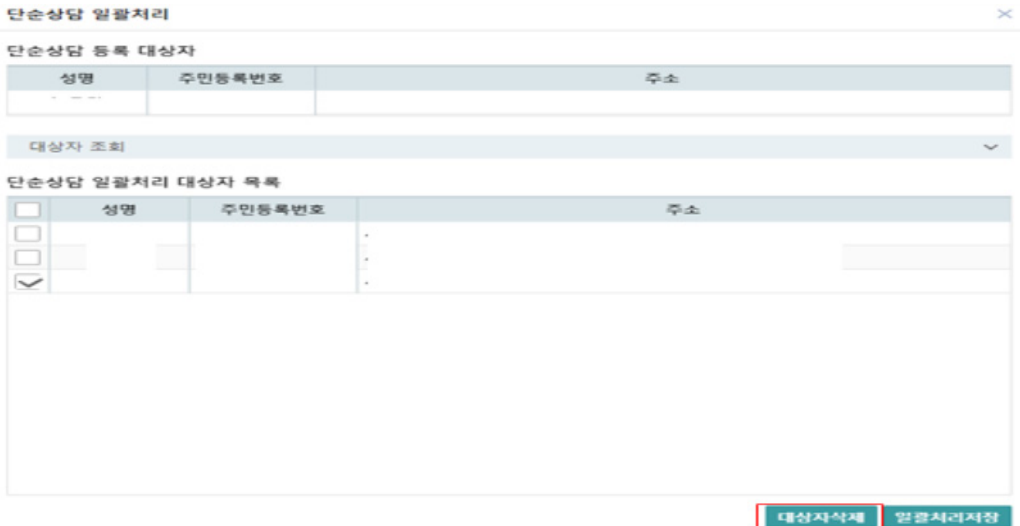 단순상담 일괄처리
단순상담 등록 대상자
성명 주민등록번호 주소
대상자 조회
단순상담 일괄처리 대상자 목록
성명 주민등록번호 주소
대상자삭제 일괄처리저장